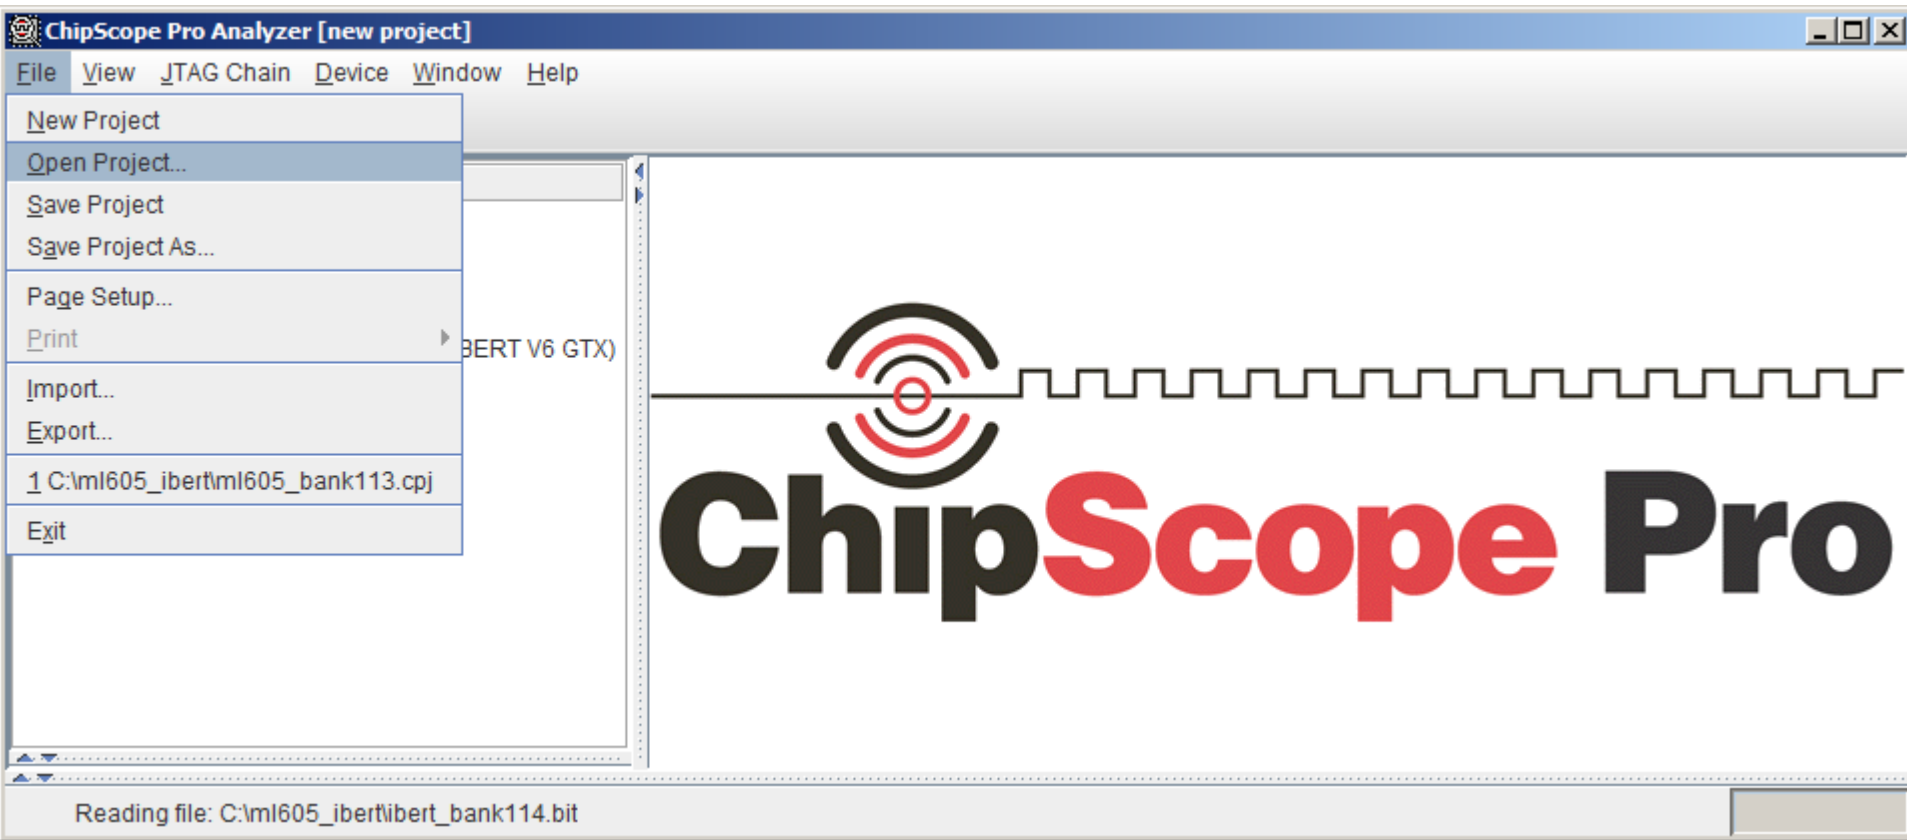 ChipScope Pro Analyzer [new project]
File View JTAG Chain Device Window Help
New Project
Open Project...
Save Project
Save Project As...
Page Setup...
Print
BERT V6 GTX)
Import...
Export...
1 C:\ml605_ibert\ml605_bank113.cpj
Exit
ChipScope Pro
Reading file: C:\ml605_ibert\ibert_bank114.bit